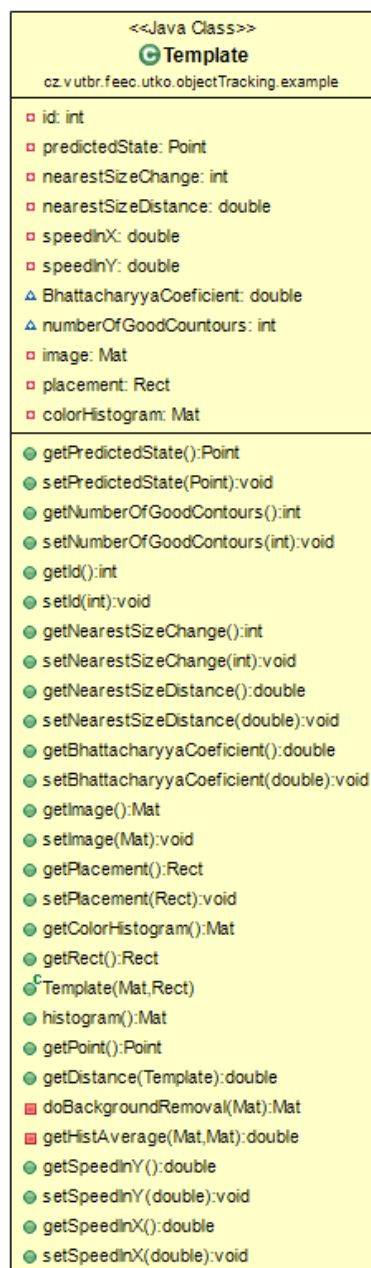 <<Java Class>>
C Template
cz.vutbr.feec.utko.objectTracking.example
id: int
predictedState: Point
nearestSizeChange: int
nearestSizeDistance: double
speedInX: double
speedInY: double
BhattacharyyaCoeficient: double
numberOfGoodCountours: int
image: Mat
placement: Rect
colorHistogram: Mat
getPredictedState():Point
setPredictedState(Point):void
getNumberOfGoodContours():int
setNumberOfGoodContours(int):void
getId():int
setId(int):void
getNearestSizeChange():int
setNearestSizeChange(int):void
getNearestSizeDistance():double
setNearestSizeDistance(double):void
getBhattacharyyaCoeficient():double
setBhattacharyyaCoeficient(double):void
getImage():Mat
setImage(Mat):void
getPlacement():Rect
setPlacement(Rect):void
getColorHistogram():Mat
getRect():Rect
C Template(Mat,Rect)
histogram():Mat
getPoint():Point
getDistance(Template):double
doBackgroundRemoval(Mat):Mat
getHistAverage(Mat,Mat):double
getSpeedInY():double
setSpeedInY(double):void
getSpeedInX():double
setSpeedInX(double):void